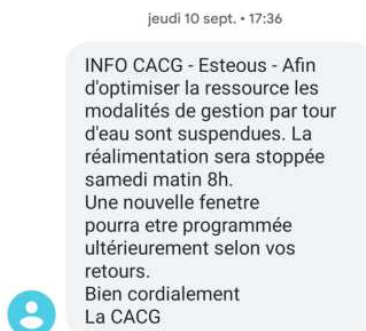 jeudi 10 sept. • 17:36
INFO CACG - Esteous - Afin
d'optimiser la ressource les
modalités de gestion par tour
d'eau sont suspendues. La
réalimentation sera stoppée
samedi matin 8h.
Une nouvelle fenetre
pourra etre programmée
ultérieurement selon vos
retours.
Bien cordialement
La CACG